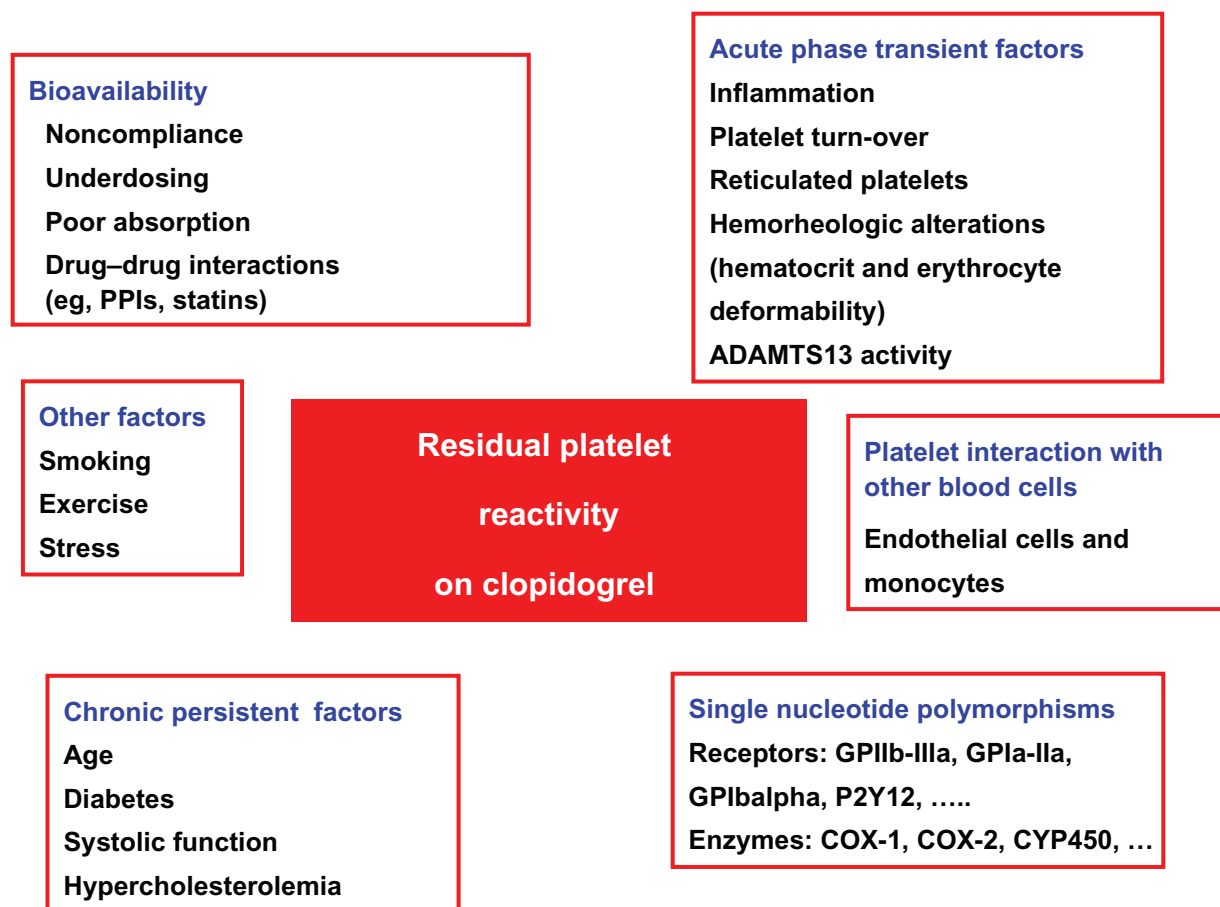 Bioavailability
Noncompliance
Underdosing
Poor absorption
Drug–drug interactions
(eg, PPIs, statins)
Acute phase transient factors
Inflammation
Platelet turn-over
Reticulated platelets
Hemorheologic alterations
(hematocrit and erythrocyte
deformability)
ADAMTS13 activity
Other factors
Smoking
Exercise
Stress
Residual platelet
reactivity
on clopidogrel
Platelet interaction with
other blood cells
Endothelial cells and
monocytes
Chronic persistent factors
Age
Diabetes
Systolic function
Hypercholesterolemia
Single nucleotide polymorphisms
Receptors: GPIIb-IIIa, GPIa-IIa,
GPIbalpha, P2Y12, …..
Enzymes: COX-1, COX-2, CYP450, …